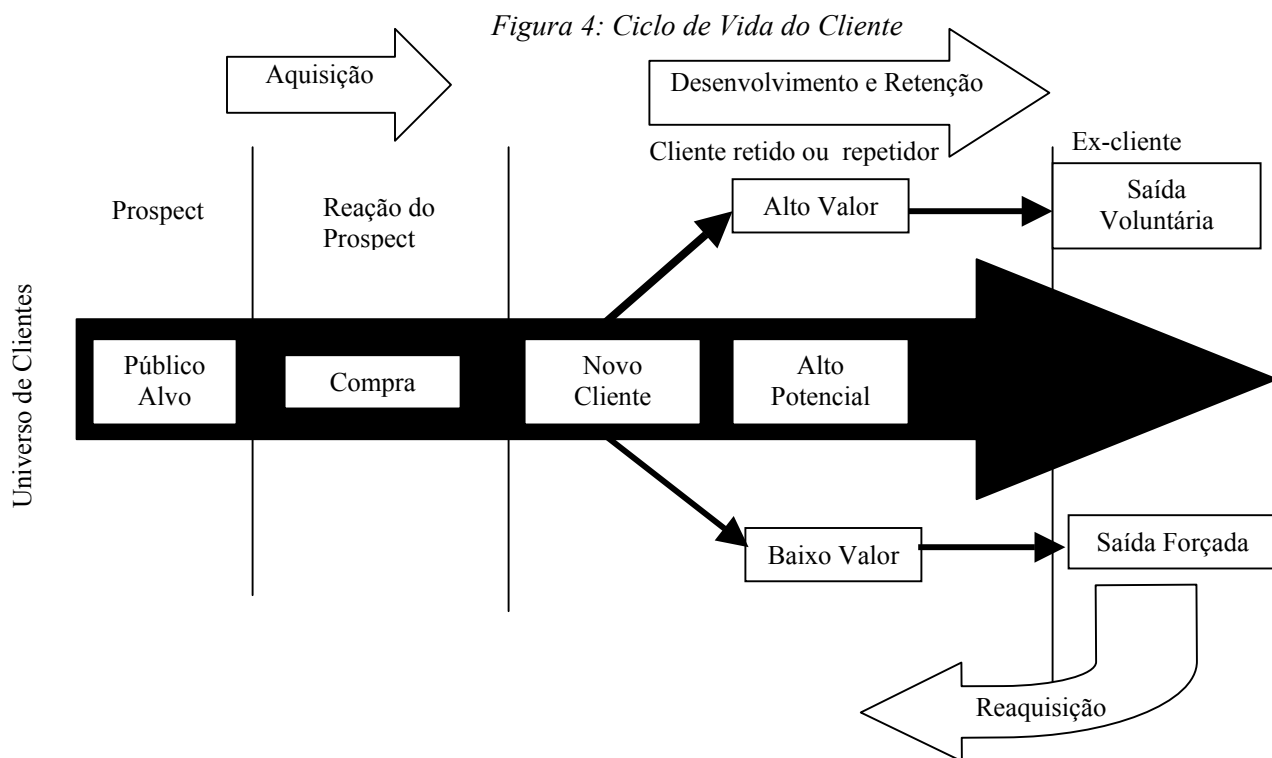 Figura 4: Ciclo de Vida do Cliente
Aquisição
Desenvolvimento e Retenção
Cliente retido ou repetidor
Ex-cliente
Prospect
Reação do
Prospect
Alto Valor
Saída
Voluntária
Universo de Clientes
Público
Alvo
Compra
Novo
Cliente
Alto
Potencial
Baixo Valor
Saída Forçada
Reaquisição